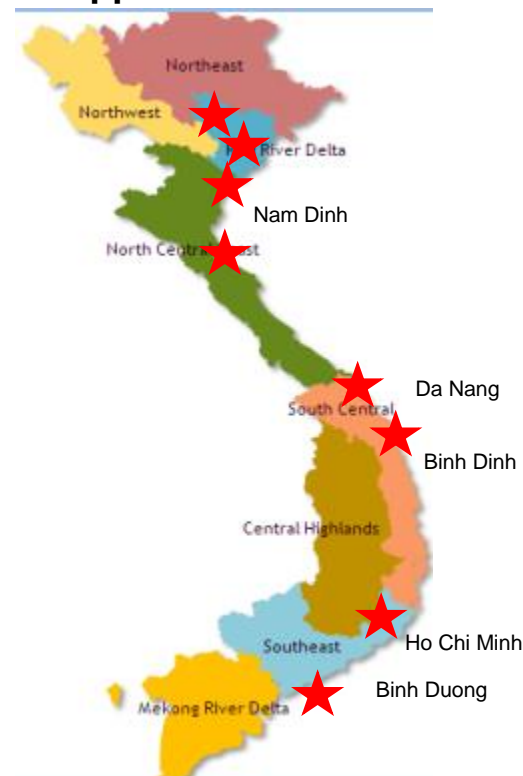 Northeast
Northwest
River Delta
Nam Dinh
North
Da Nang
South Central
Binh Dinh
Central Highlands
Ho Chi Minh
Southeast
Binh Duong
Mekong River Delta